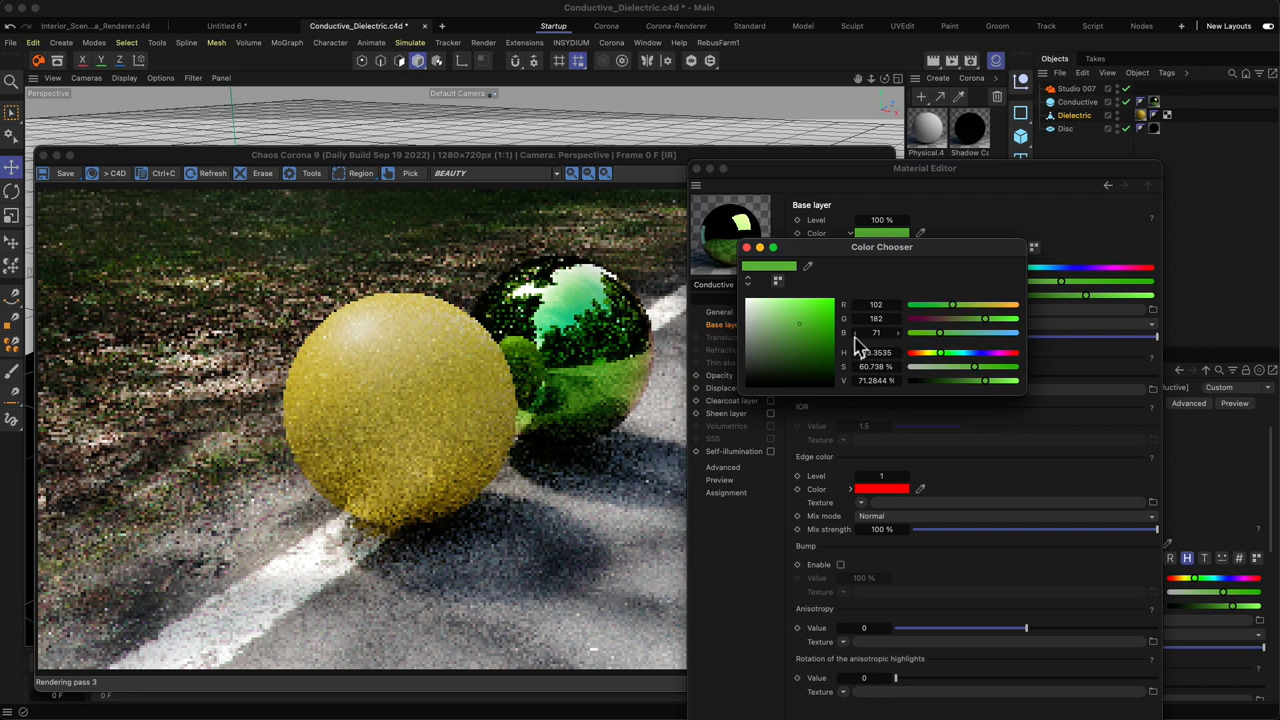 Conductive_Dielectric.c4d * - Main
Interior_Scen...a_Renderer.c4d
Untitled 6 *
Conductive_Dielectric.c4d *
Startup
Corona
Corona-Renderer
Standard
Model
Sculpt
UVEdit
Paint
Groom
Track
Script
Nodes
New Layouts
File
Edit
Create
Modes
Select
Tools
Spline
Mesh
Volume
MoGraph
Character
Animate
Simulate
Tracker
Render
Extensions
INSYDIUM
Corona
Window
Help
RebusFarm1
Objects
Takes
X
Y
Z
View
Cameras
Display
Options
Filter
Panel
Create
Corona
File
Edit
View
Object
Tags
Perspective
Default Camera
Studio 007
Conductive
Dielectric
Disc
Physical.4
Shadow Ca
Chaos Corona 9 (Daily Build Sep 19 2022) | 1280×720px (1:1) | Camera: Perspective | Frame 0 F [IR]
Save
> C4D
Ctrl+C
Refresh
Erase
Tools
Region
Pick
BEAUTY
Material Editor
Base layer
Level
100 %
?
Color
Color Chooser
R
102
G
182
B
71
H
S
60.738 %
V
71.2844 %
Conductive
General
Base laye
Opacity
Clearcoat layer
Sheen layer
Volumetrics
SSS
Self-illumination
Advanced
Preview
Assignment
IOR
?
Value
1.5
Texture
Edge color
?
Level
1
Color
Texture
Mix mode
Normal
Mix strength
100 %
?
Bump
Enable
Value
100 %
Texture
Anisotropy
?
Value
0
Texture
Rotation of the anisotropic highlights
?
Value
0
Texture
Custom
Advanced
Preview
R
H
T
#
Rendering pass 3
0 F
0 F